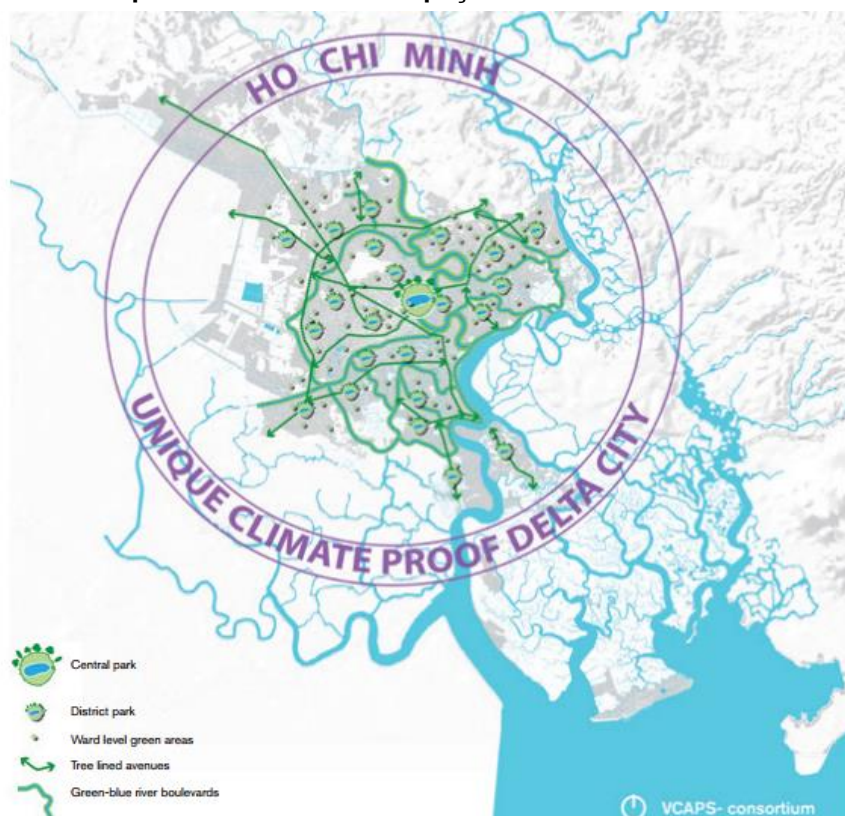 HO CHI MINH
UNIQUE CLIMATE PROOF DELTA CITY
Central park
District park
Ward level green areas
Tree lined avenues
Green-blue river boulevards
VCAPS- consortium